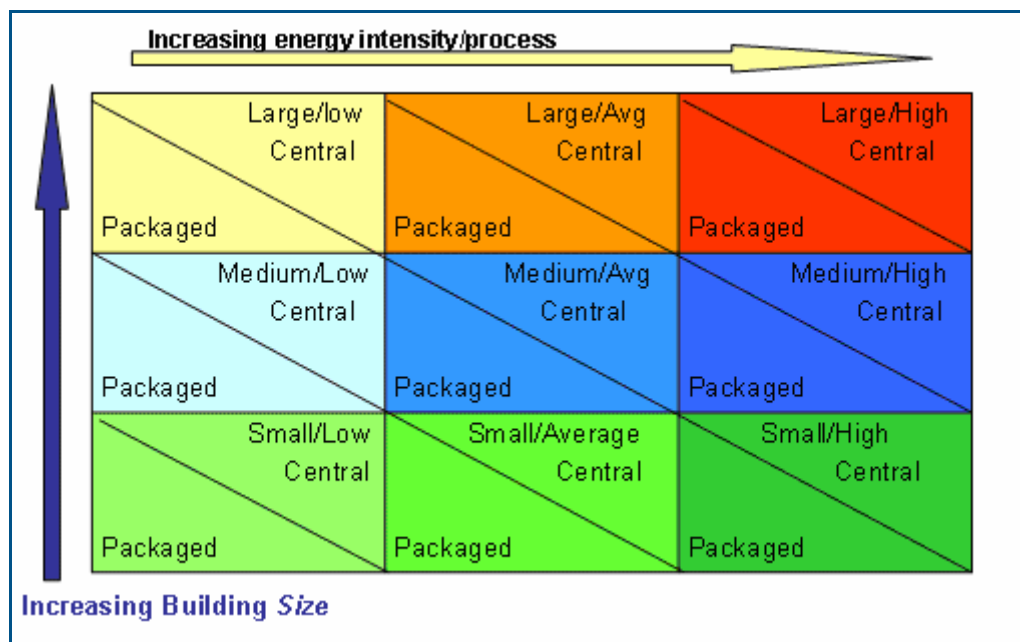 Increasing energy intensity/process
Large/low
Central
Packaged
Large/Avg
Central
Packaged
Large/High
Central
Packaged
Medium/Low
Central
Packaged
Medium/Avg
Central
Packaged
Medium/High
Central
Packaged
Small/Low
Central
Packaged
Small/Average
Central
Packaged
Small/High
Central
Packaged
Increasing Building Size